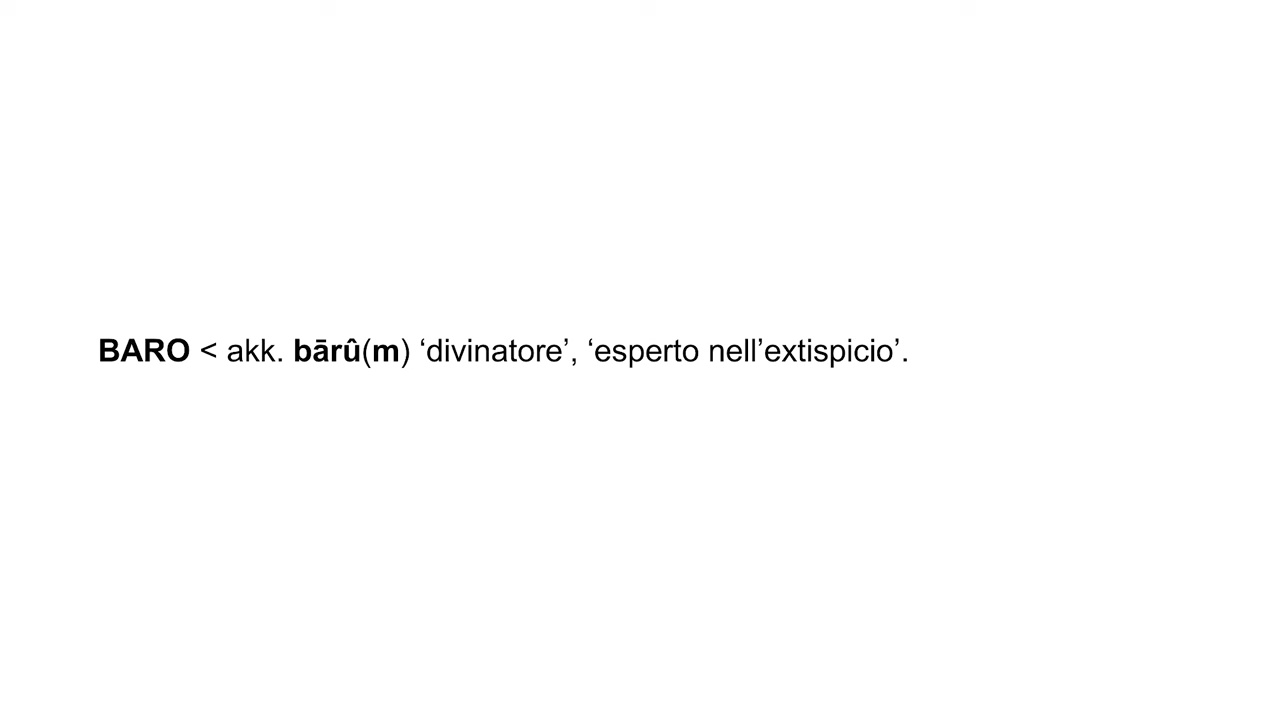 BARO < akk. bārû(m) ‘divinatore’, ‘esperto nell’extispicio’.